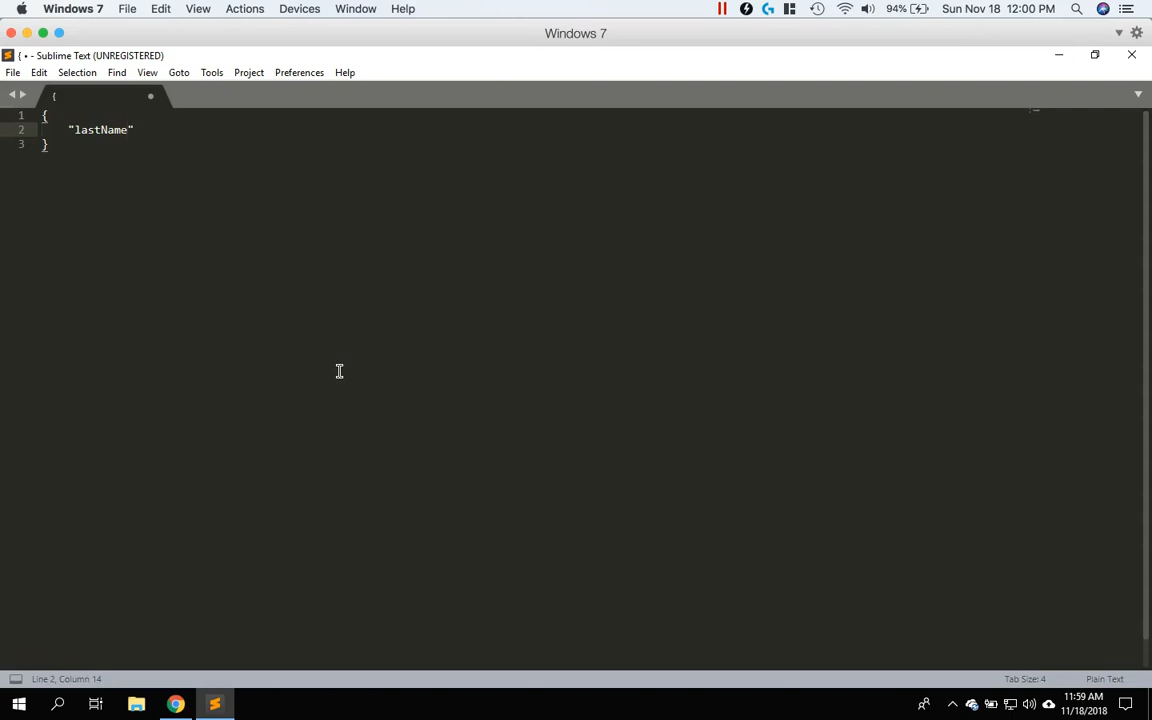 Windows 7 File Edit View Actions Devices Window Help 94% Sun Nov 18 12:00 PM
Windows 7
{ • - Sublime Text (UNREGISTERED)
File Edit Selection Find View Goto Tools Project Preferences Help
{
1 {
2 "lastName"
3 }
Line 2, Column 14 Tab Size: 4 Plain Text
11:59 AM
11/18/2018